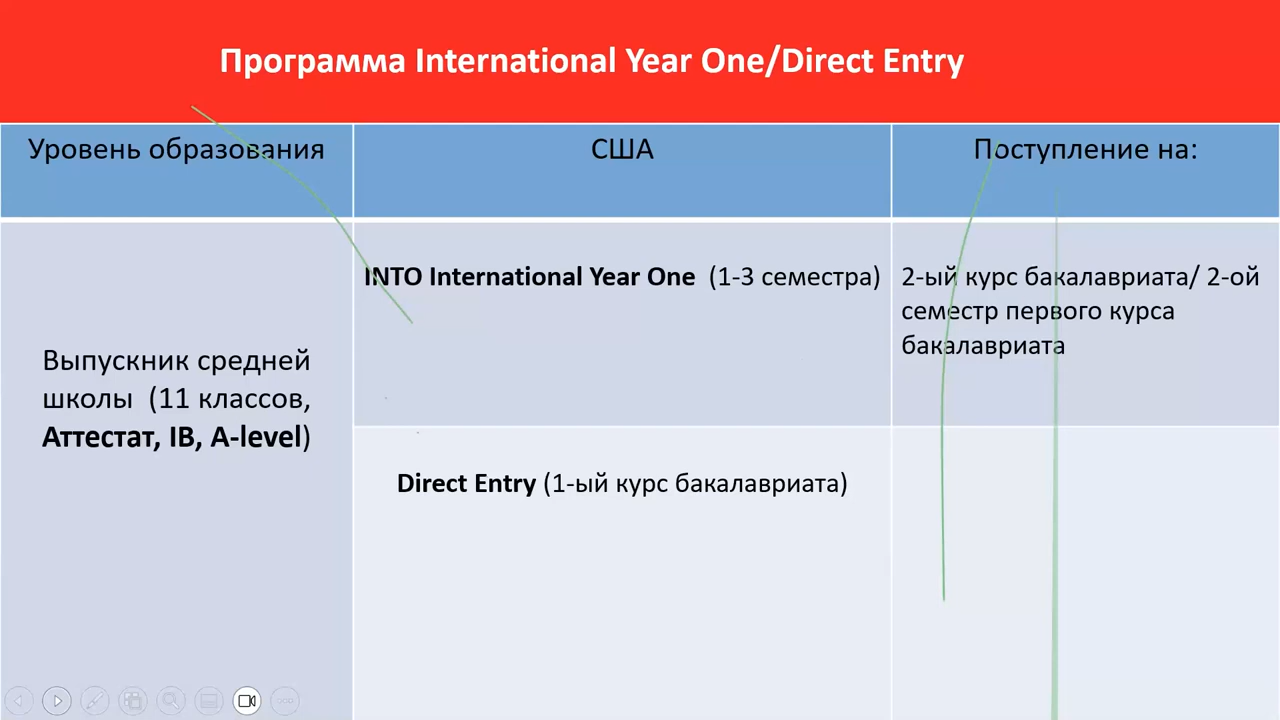 Программа International Year One/Direct Entry
Уровень образования
США
Поступление на:
INTO International Year One (1-3 семестра)
2-ый курс бакалавриата/ 2-ой
семестр первого курса
бакалавриата
Выпускник средней
школы (11 классов,
Аттестат, IB, A-level)
Direct Entry (1-ый курс бакалавриата)